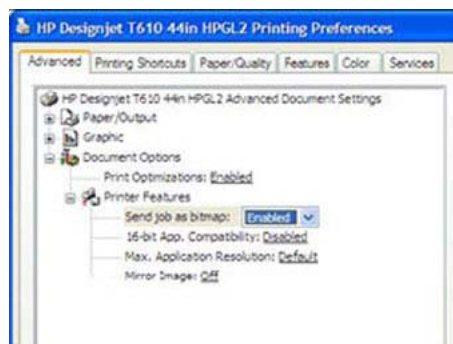 HP Designjet T610 44in HPGL2 Printing Preferences
Advanced Printing Shortcuts Paper/Quality Features Color Services
HP Designjet T610 44in HPGL2 Advanced Document Settings
Paper/Output
Graphic
Document Options
Print Optimizations: Enabled
Printer Features
Send job as bitmap: Enabled
16-bit App. Compatibility: Disabled
Max. Application Resolution: Default
Mirror Image: Off